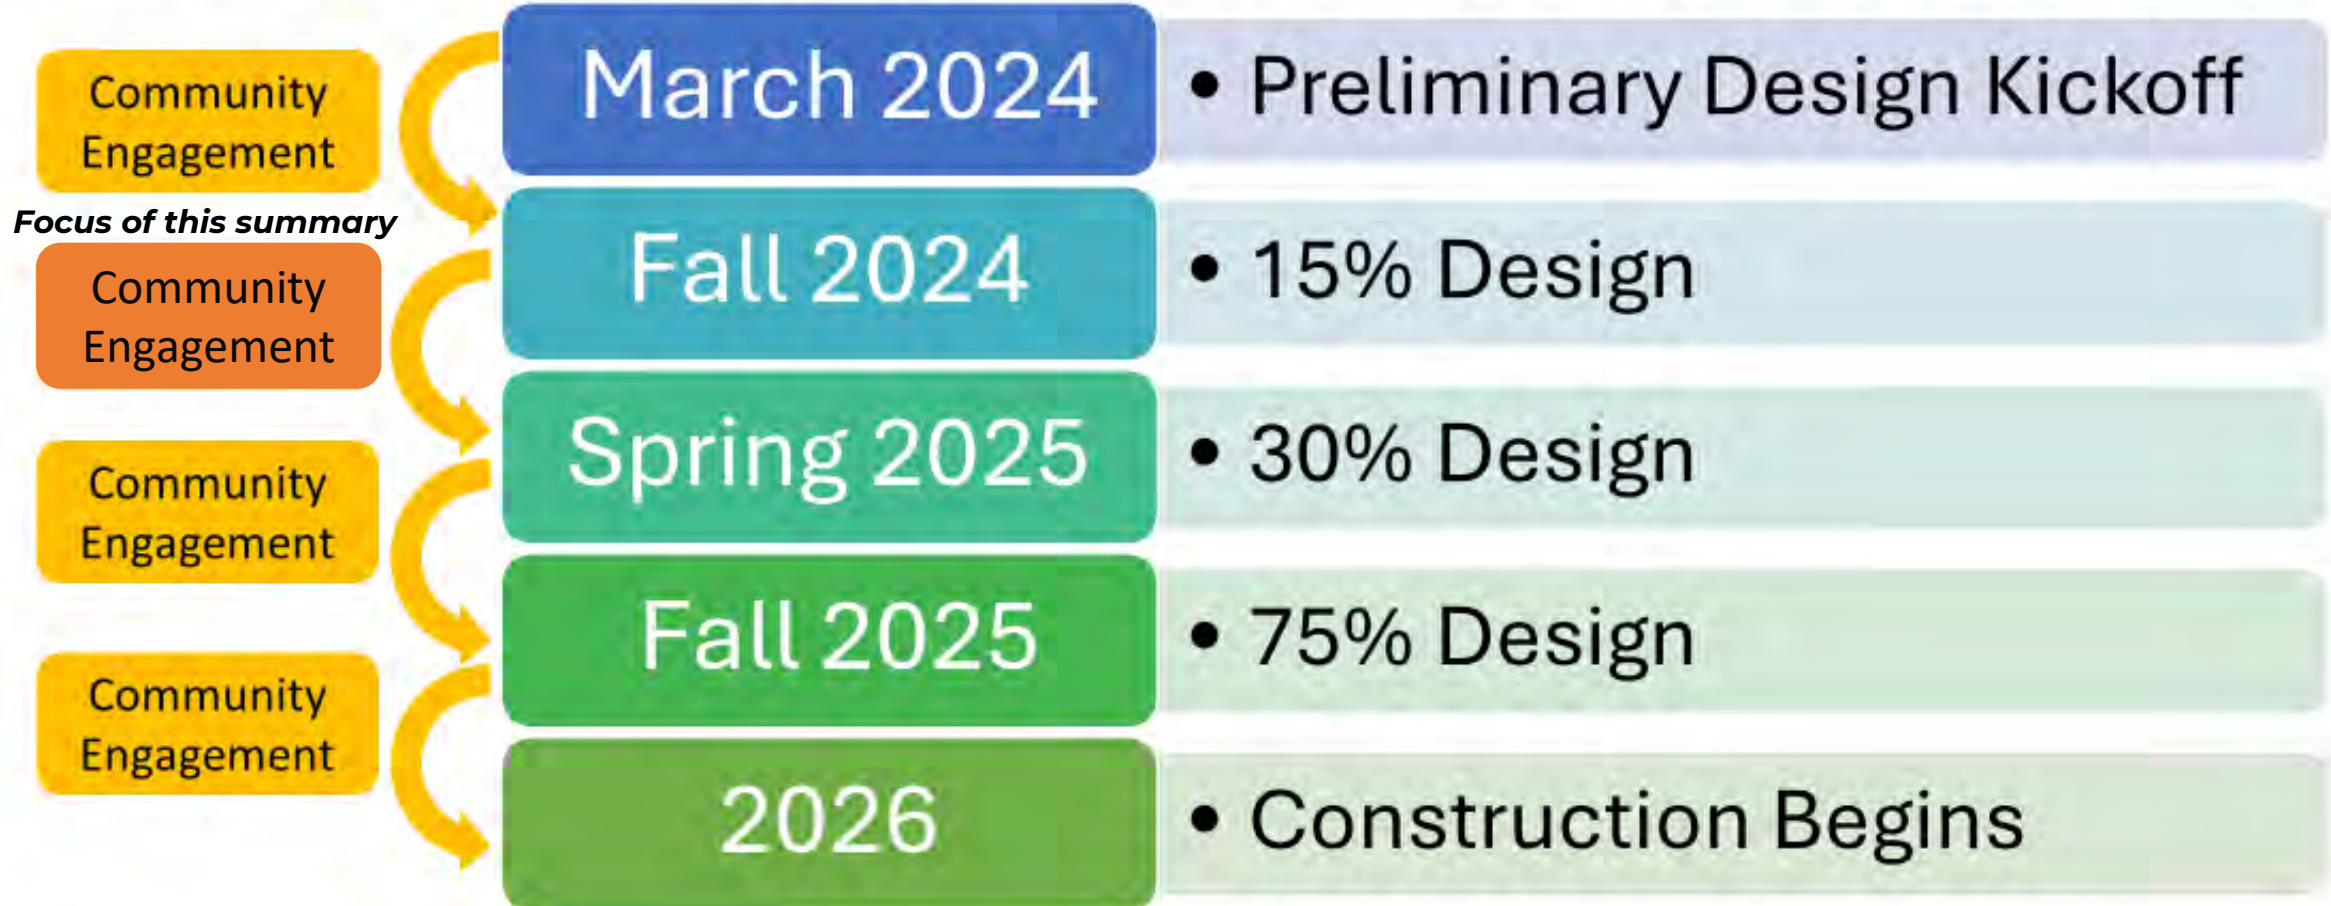 Community
Engagement
Focus of this summary
Community
Engagement
Community
Engagement
Community
Engagement
March 2024
• Preliminary Design Kickoff
Fall 2024
• 15% Design
Spring 2025
• 30% Design
Fall 2025
• 75% Design
2026
• Construction Begins